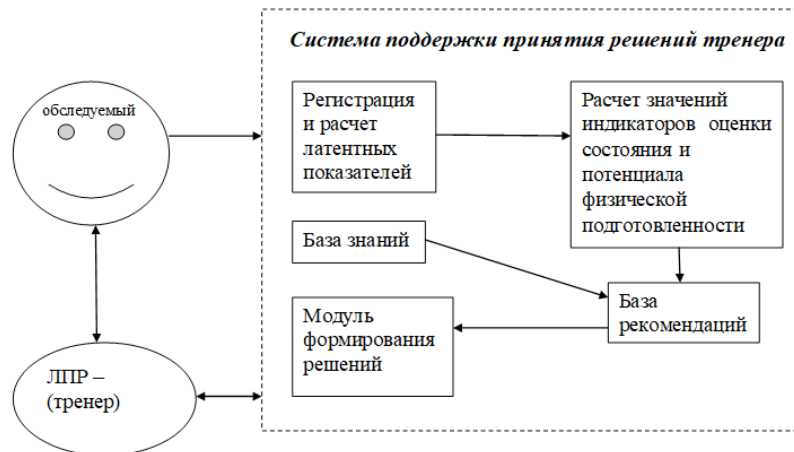 Система поддержки принятия решений тренера
обследуемый
Регистрация
и расчет
латентных
показателей
Расчет значений
индикаторов оценки
состояния и
потенциала
физической
подготовленности
База знаний
База
рекомендаций
Модуль
формирования
решений
ЛПР –
(тренер)